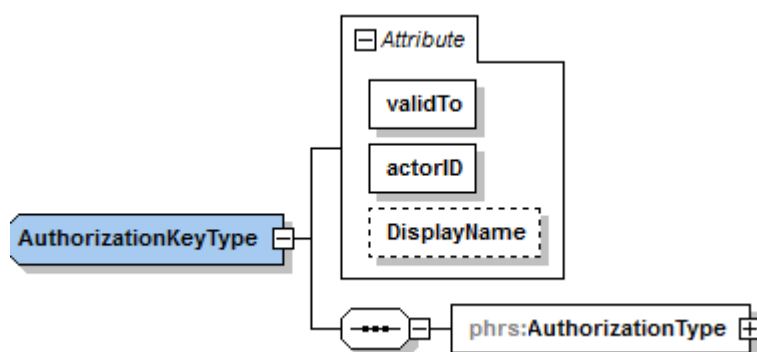 Attribute
validTo
actorID
DisplayName
AuthorizationKeyType
phrs:AuthorizationType